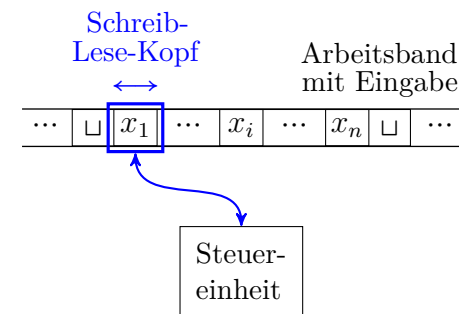 Schreib-
Lese-Kopf
Arbeitsband
mit Eingabe
... ⊔ x₁ ... xᵢ ... xₙ ⊔ ...
Steuer-
einheit